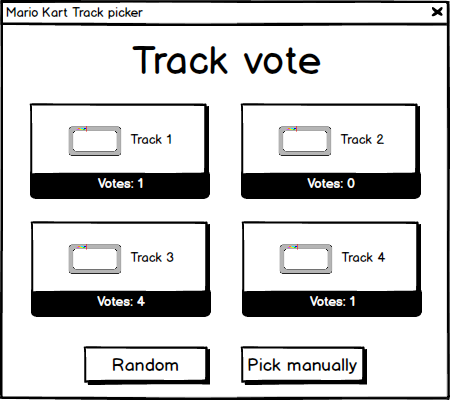 Mario Kart Track picker
Track vote
Track 1
Track 2
Votes: 1
Votes: 0
Track 3
Track 4
Votes: 4
Votes: 1
Random
Pick manually